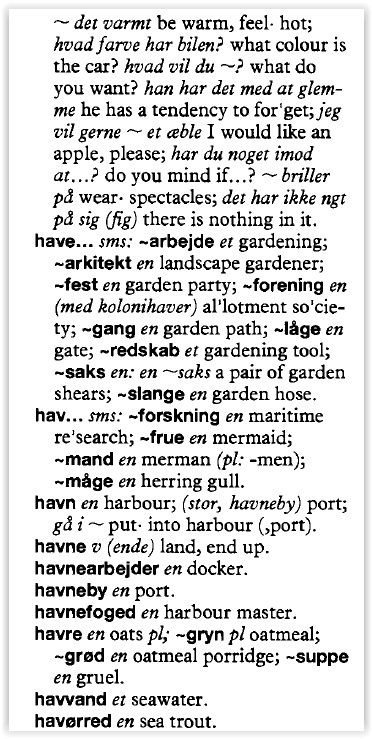 ~ det varmt be warm, feel· hot;
hvad farve har bilen? what colour is
the car? hvad vil du ~? what do
you want? han har det med at glem-
me he has a tendency to for'get; jeg
vil gerne ~ et æble I would like an
apple, please; har du noget imod
at...? do you mind if...? ~ briller
på wear· spectacles; det har ikke ngt
på sig (fig) there is nothing in it.
have... sms: ~arbejde et gardening;
~arkitekt en landscape gardener;
~fest en garden party; ~forening en
(med kolonihaver) al'lotment so'cie-
ty; ~gang en garden path; ~låge en
gate; ~redskab et gardening tool;
~saks en: en ~saks a pair of garden
shears; ~slange en garden hose.
hav... sms: ~forskning en maritime
re'search; ~frue en mermaid;
~mand en merman (pl: -men);
~måge en herring gull.
havn en harbour; (stor, havneby) port;
gå i ~ put· into harbour (,port).
havne v (ende) land, end up.
havnearbejder en docker.
havneby en port.
havnefoged en harbour master.
havre en oats pl; ~gryn pl oatmeal;
~grød en oatmeal porridge; ~suppe
en gruel.
havvand et seawater.
havørred en sea trout.